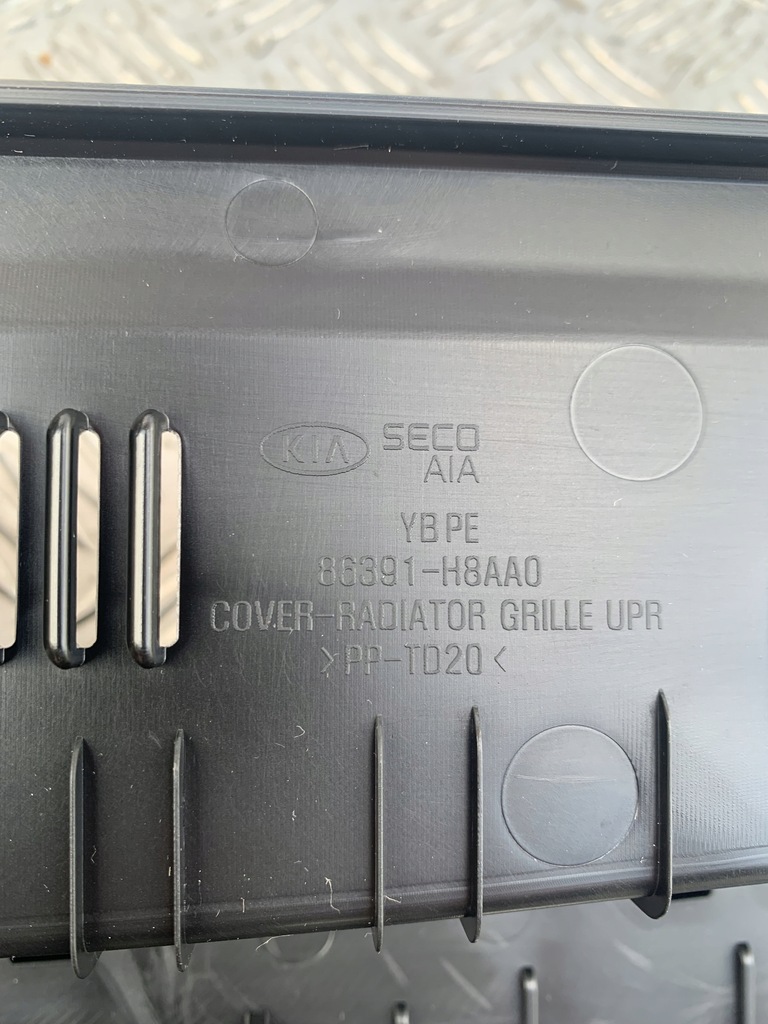 KIA SECO
AIA
YB PE
86391-H8AA0
COVER-RADIATOR GRILLE UPR
>PP-TD20<